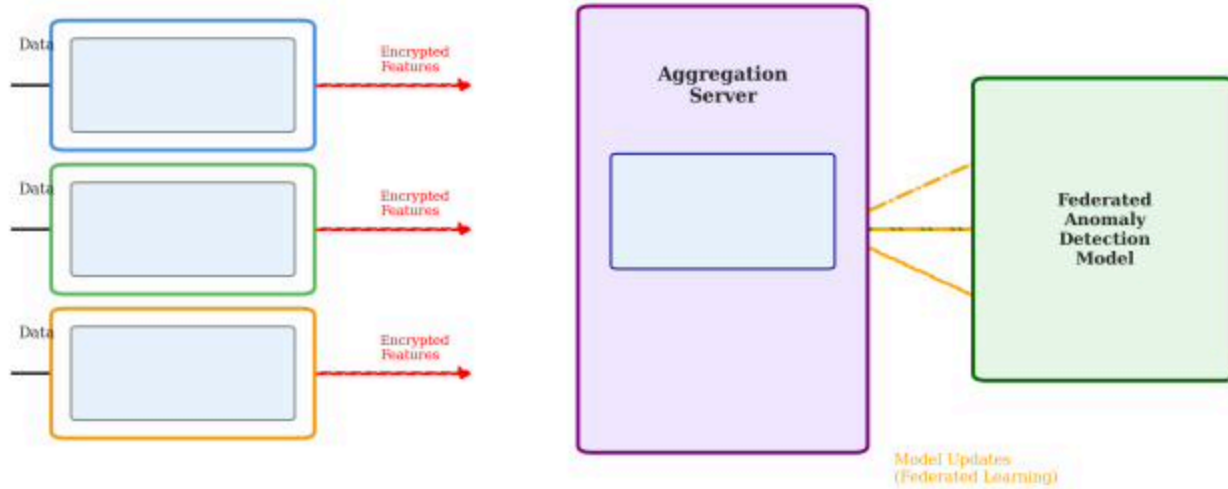 Data
Encrypted
Features
Data
Encrypted
Features
Data
Encrypted
Features
Aggregation
Server
Federated
Anomaly
Detection
Model
Model Updates
(Federated Learning)